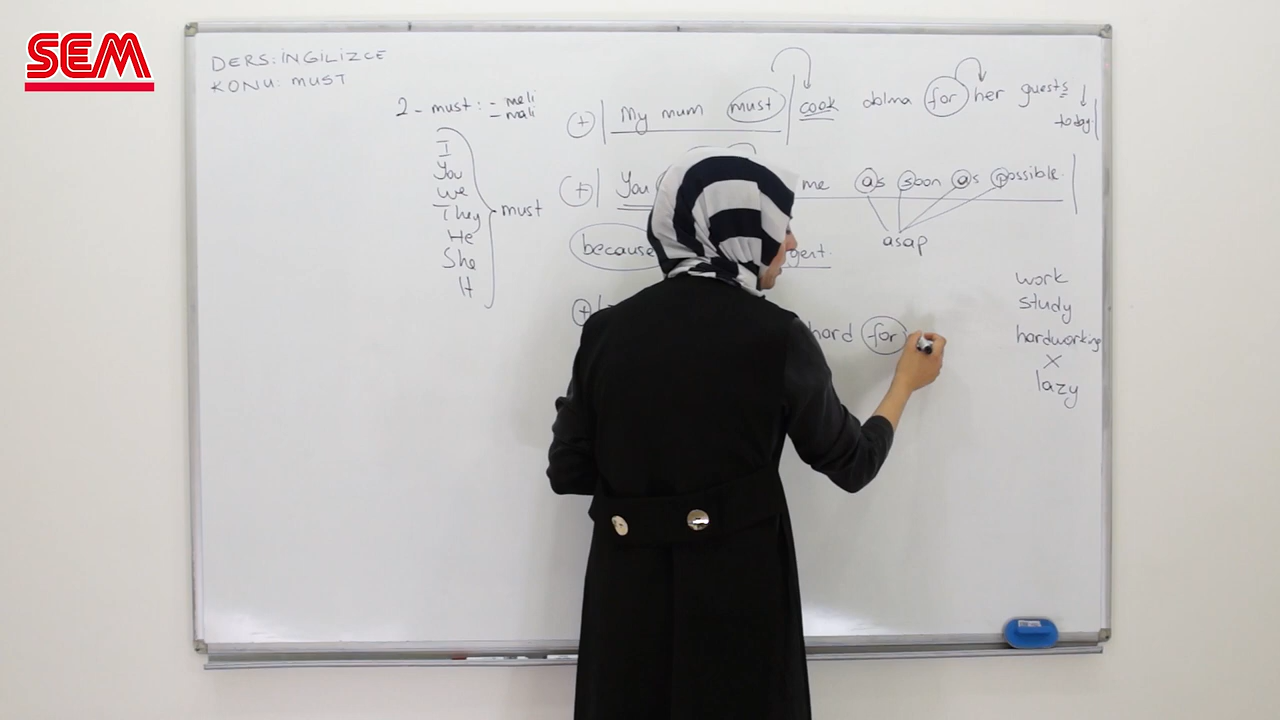 SEM
DERS: İNGİLİZCE
KONU: MUST
2 - must : - meli
- malı
I
You
We
They
He
She
It
must
(+) My mum must cook dolma for her guests
today.
(+) You me as soon as possible.
asap
because
(+)
hard for
work
study
hardworking
X
lazy